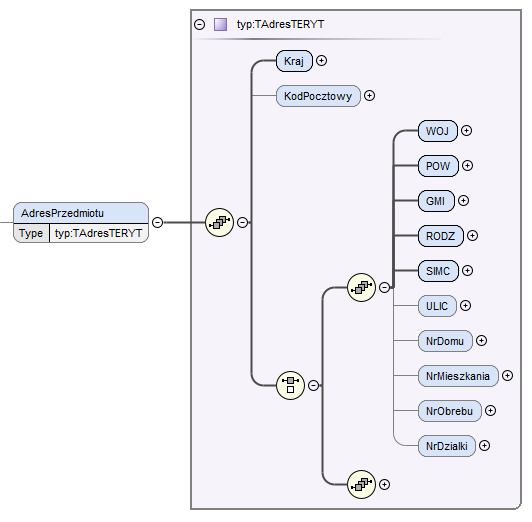 typ:TAdresTERYT
Kraj
KodPocztowy
WOJ
POW
GMI
AdresPrzedmiotu
Type typ:TAdresTERYT
RODZ
SIMC
ULIC
NrDomu
NrMieszkania
NrObrebu
NrDzialki